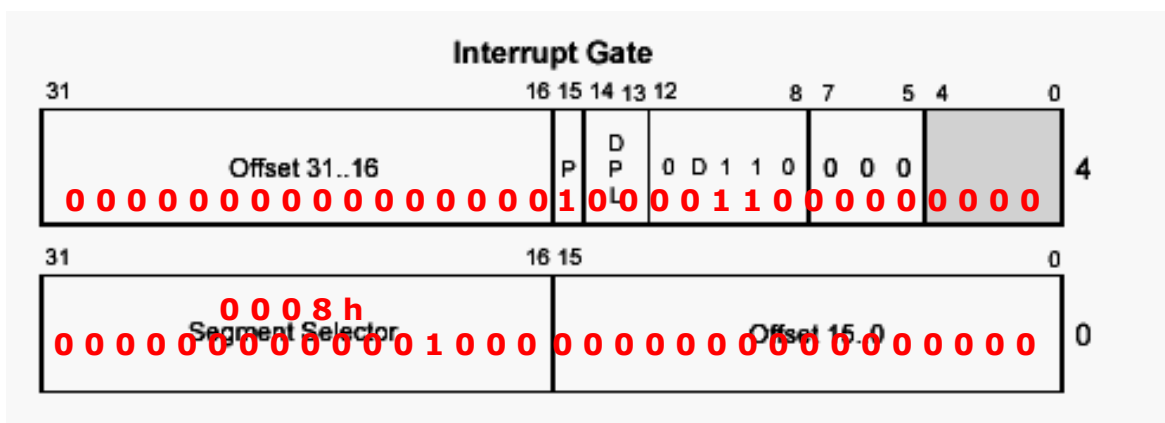 Interrupt Gate
31 16 15 14 13 12 8 7 5 4 0
Offset 31..16 P DPL 0 D 1 1 0 0 0 0 4
0 0 0 0 0 0 0 0 0 0 0 0 0 0 0 0 1 0 0 0 0 1 1 0 0 0 0 0 0 0 0 0
31 16 15 0
0 0 0 8 h
Segment Selector Offset 15..0 0
0 0 0 0 0 0 0 0 0 0 0 0 1 0 0 0 0 0 0 0 0 0 0 0 0 0 0 0 0 0 0 0